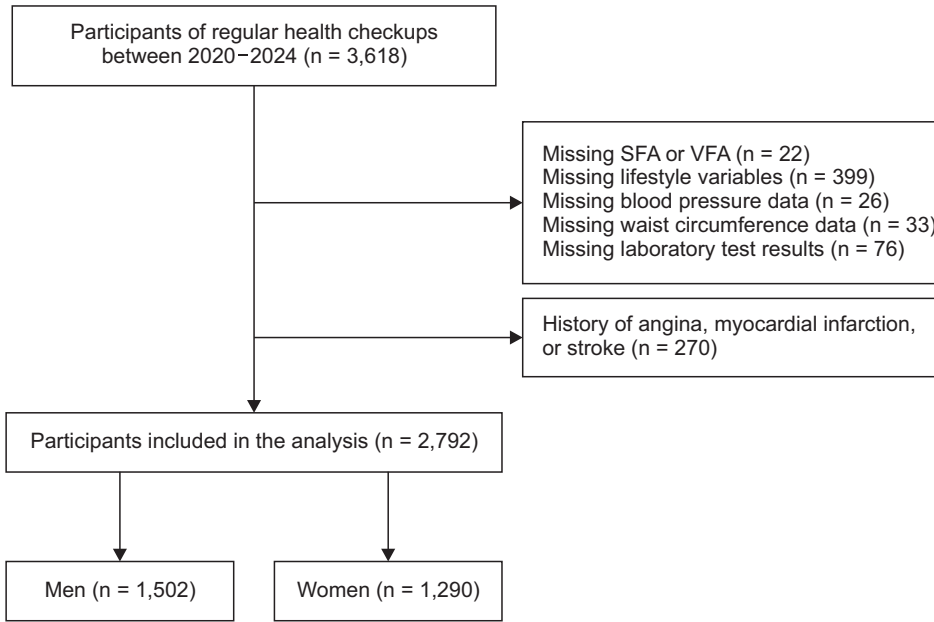 Participants of regular health checkups
between 2020−2024 (n = 3,618)
Missing SFA or VFA (n = 22)
Missing lifestyle variables (n = 399)
Missing blood pressure data (n = 26)
Missing waist circumference data (n = 33)
Missing laboratory test results (n = 76)
History of angina, myocardial infarction,
or stroke (n = 270)
Participants included in the analysis (n = 2,792)
Men (n = 1,502)
Women (n = 1,290)